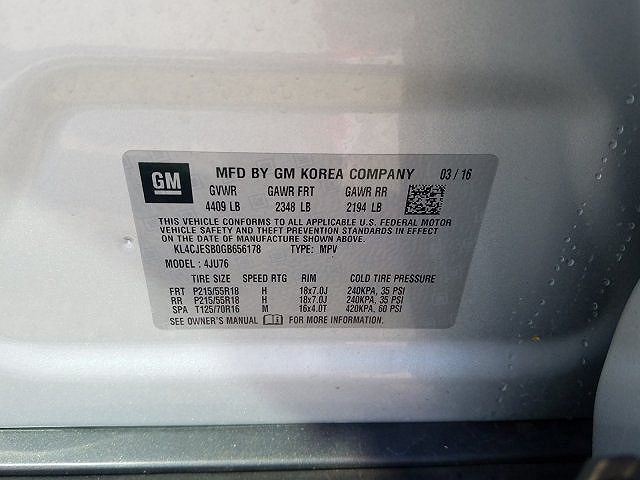 GM MFD BY GM KOREA COMPANY 03 / 16
GVWR GAWR FRT GAWR RR
4409 LB 2348 LB 2194 LB
THIS VEHICLE CONFORMS TO ALL APPLICABLE U.S. FEDERAL MOTOR
VEHICLE SAFETY AND THEFT PREVENTION STANDARDS IN EFFECT ON THE
DATE OF MANUFACTURE SHOWN ABOVE.
KL4CJESB0GB656178 TYPE: MPV
MODEL : 4JU76
TIRE SIZE SPEED RTG RIM COLD TIRE PRESSURE
FRT P215/55R18 H 18x7.0J 240KPA, 35 PSI
RR P215/55R18 H 18x7.0J 240KPA, 35 PSI
SPA T125/70R16 M 16x4.0T 420KPA, 60 PSI
SEE OWNER'S MANUAL FOR MORE INFORMATION.